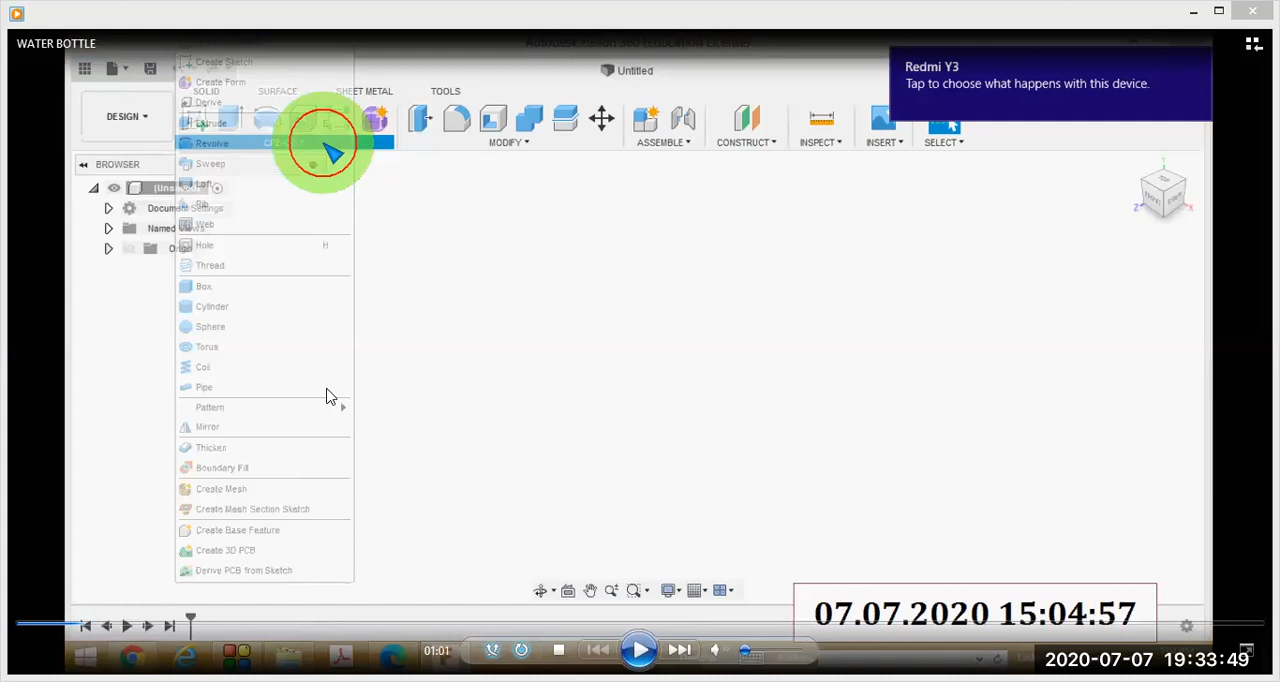 WATER BOTTLE
Untitled
Redmi Y3
Tap to choose what happens with this device.
SOLID
SURFACE
SHEET METAL
TOOLS
DESIGN
MODIFY
ASSEMBLE
CONSTRUCT
INSPECT
INSERT
SELECT
BROWSER
Document Settings
Named Views
Create Sketch
Create Form
Derive
Extrude
Revolve
Sweep
Loft
Rib
Web
Hole H
Thread
Box
Cylinder
Sphere
Torus
Coil
Pipe
Pattern
Mirror
Thicken
Boundary Fill
Create Mesh
Create Mesh Section Sketch
Create Base Feature
Create 3D PCB
Derive PCB from Sketch
TOP
07.07.2020 15:04:57
01:01
2020-07-07 19:33:49